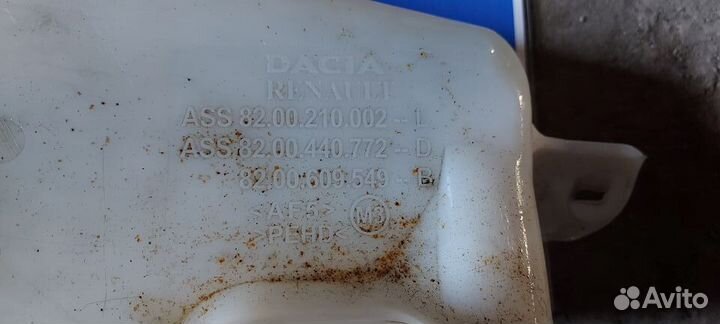 DACIA
RENAULT
ASS 82.00.210.002 - L
ASS 82.00.440.772 - D
82.00.609.549 - B
>PEHD<
Avito